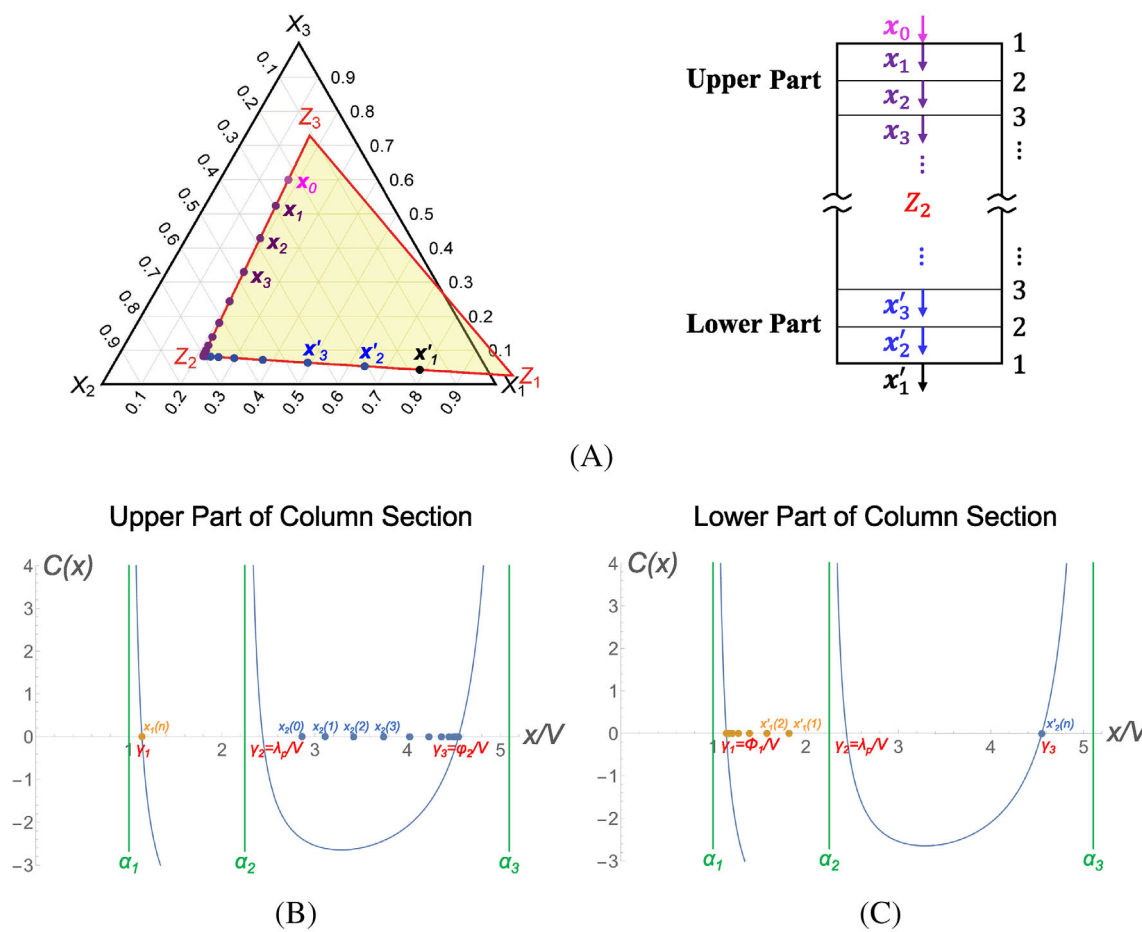 X₃
0.1
0.9
0.2
0.8
Z₃
0.3
0.7
0.4
x₀
0.6
0.5
x₁
0.5
0.6
x₂
0.4
0.7
x₃
0.3
0.8
0.2
0.9
x'₃
x'₂
x'₁
0.1
Z₂
X₂
X₁
Z₁
0.1
0.2
0.3
0.4
0.5
0.6
0.7
0.8
0.9
x₀
1
x₁
Upper Part
2
x₂
3
x₃
⋮
⋮
Z₂
⋮
⋮
3
x'₃
Lower Part
2
x'₂
1
x'₁
(A)
Upper Part of Column Section
C(x)
4
3
2
1
0
-1
-2
-3
x₁(n)
x₂(0) x₂(1) x₂(2) x₂(3)
1 2 3 4 5
x/V
γ₁
γ₂=λₚ/V
γ₃=φ₂/V
α₁
α₂
α₃
(B)
Lower Part of Column Section
C(x)
4
3
2
1
0
-1
-2
-3
x'₁(2) x'₁(1)
x'₂(n)
1 2 3 4 5
x/V
γ₁=Φ₁/V
γ₂=λₚ/V
γ₃
α₁
α₂
α₃
(C)